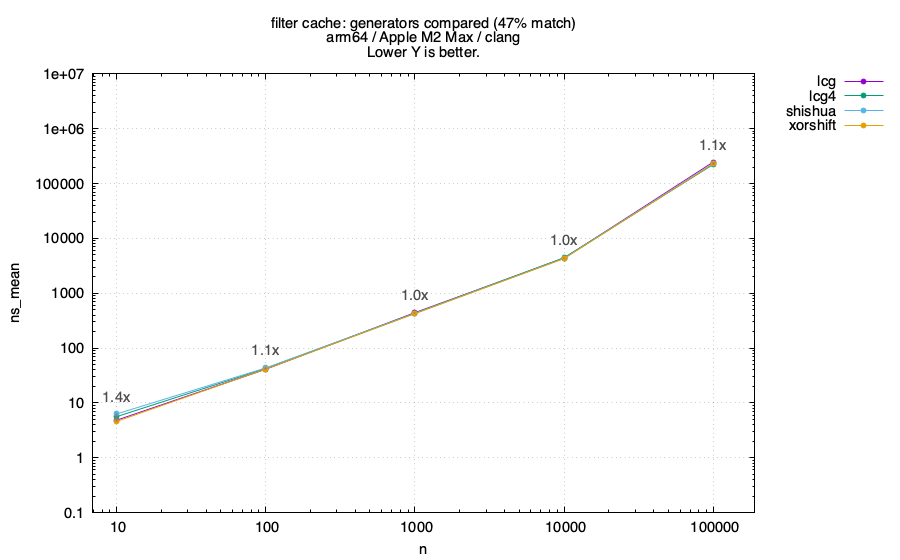 filter cache: generators compared (47% match)
arm64 / Apple M2 Max / clang
Lower Y is better.
lcg
lcg4
shishua
xorshift
1e+07
1e+06
100000
10000
1000
100
10
1
0.1
ns_mean
1.4x
1.1x
1.0x
1.0x
1.1x
10 100 1000 10000 100000
n